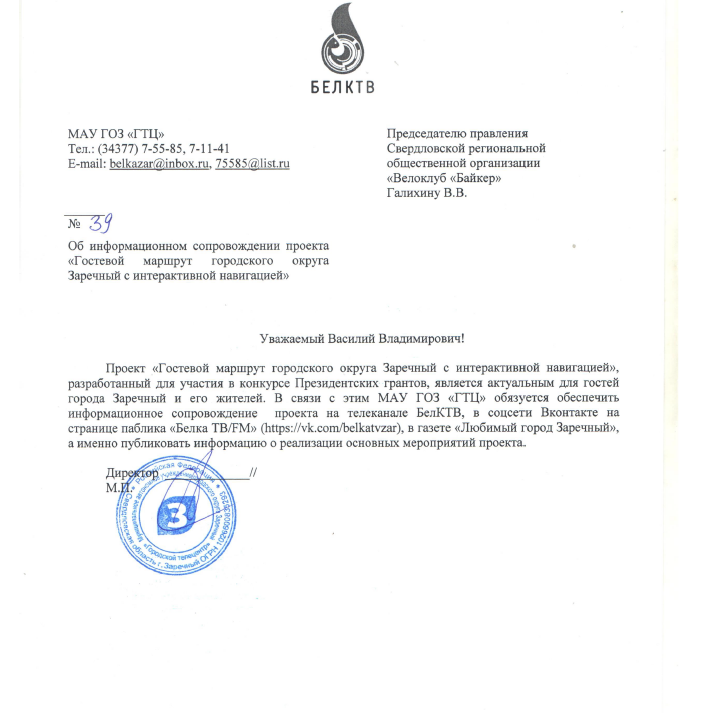 БЕЛКТВ
МАУ ГОЗ «ГТЦ»
Тел.: (34377) 7-55-85, 7-11-41
E-mail: belkazar@inbox.ru, 75585@list.ru
Председателю правления
Свердловской региональной
общественной организации
«Велоклуб «Байкер»
Галихину В.В.
№ 39
Об информационном сопровождении проекта
«Гостевой маршрут городского округа
Заречный с интерактивной навигацией»
Уважаемый Василий Владимирович!
Проект «Гостевой маршрут городского округа Заречный с интерактивной навигацией»,
разработанный для участия в конкурсе Президентских грантов, является актуальным для гостей
города Заречный и его жителей. В связи с этим МАУ ГОЗ «ГТЦ» обязуется обеспечить
информационное сопровождение проекта на телеканале БелКТВ, в соцсети Вконтакте на
странице паблика «Белка ТВ/FM» (https://vk.com/belkatvzar), в газете «Любимый город Заречный»,
а именно публиковать информацию о реализации основных мероприятий проекта.
Директор ______________//
М.П.
Российская Федерация
Свердловская область г. Заречный ОГРН
«Городской телецентр»
З